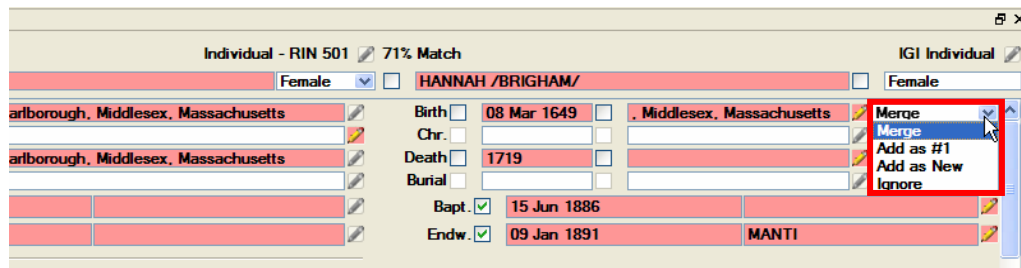 Individual - RIN 501 71% Match IGI Individual
Female HANNAH /BRIGHAM/ Female
arlborough, Middlesex, Massachusetts Birth 08 Mar 1649 , Middlesex, Massachusetts Merge
Chr. Merge
Add as #1
arlborough, Middlesex, Massachusetts Death 1719 Add as New
Burial Ignore
Bapt. 15 Jun 1886
Endw. 09 Jan 1891 MANTI